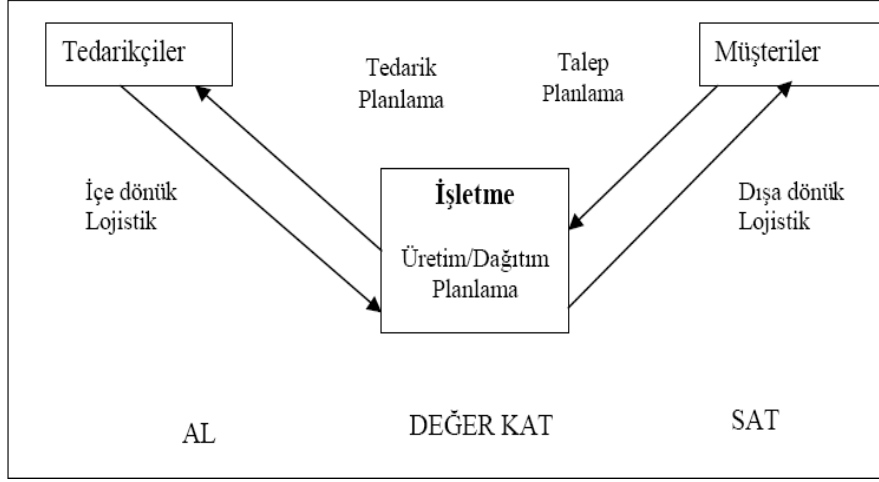 Tedarikçiler
Tedarik
Planlama
Talep
Planlama
Müşteriler
İçe dönük
Lojistik
İşletme
Üretim/Dağıtım
Planlama
Dışa dönük
Lojistik
AL
DEĞER KAT
SAT